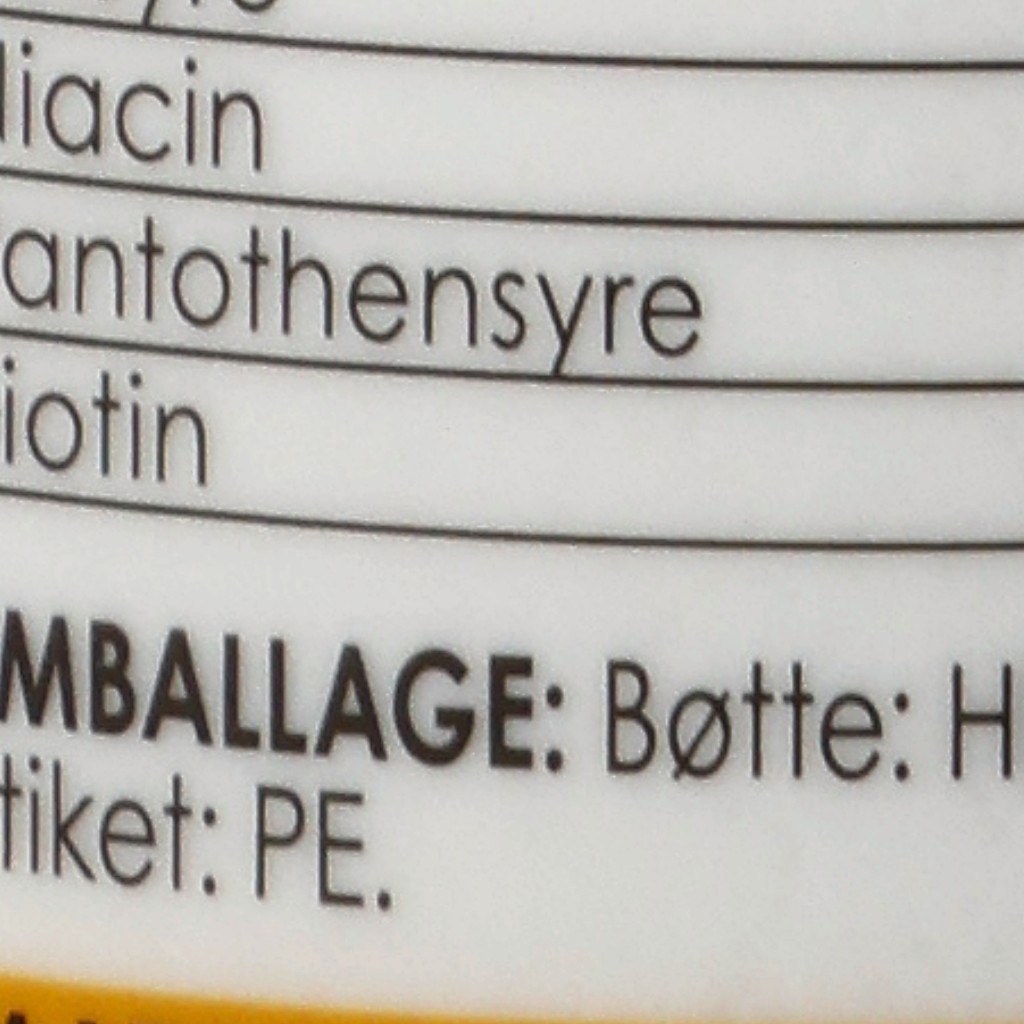 iacin
antothensyre
iotin
MBALLAGE: Bøtte: H
tiket: PE.